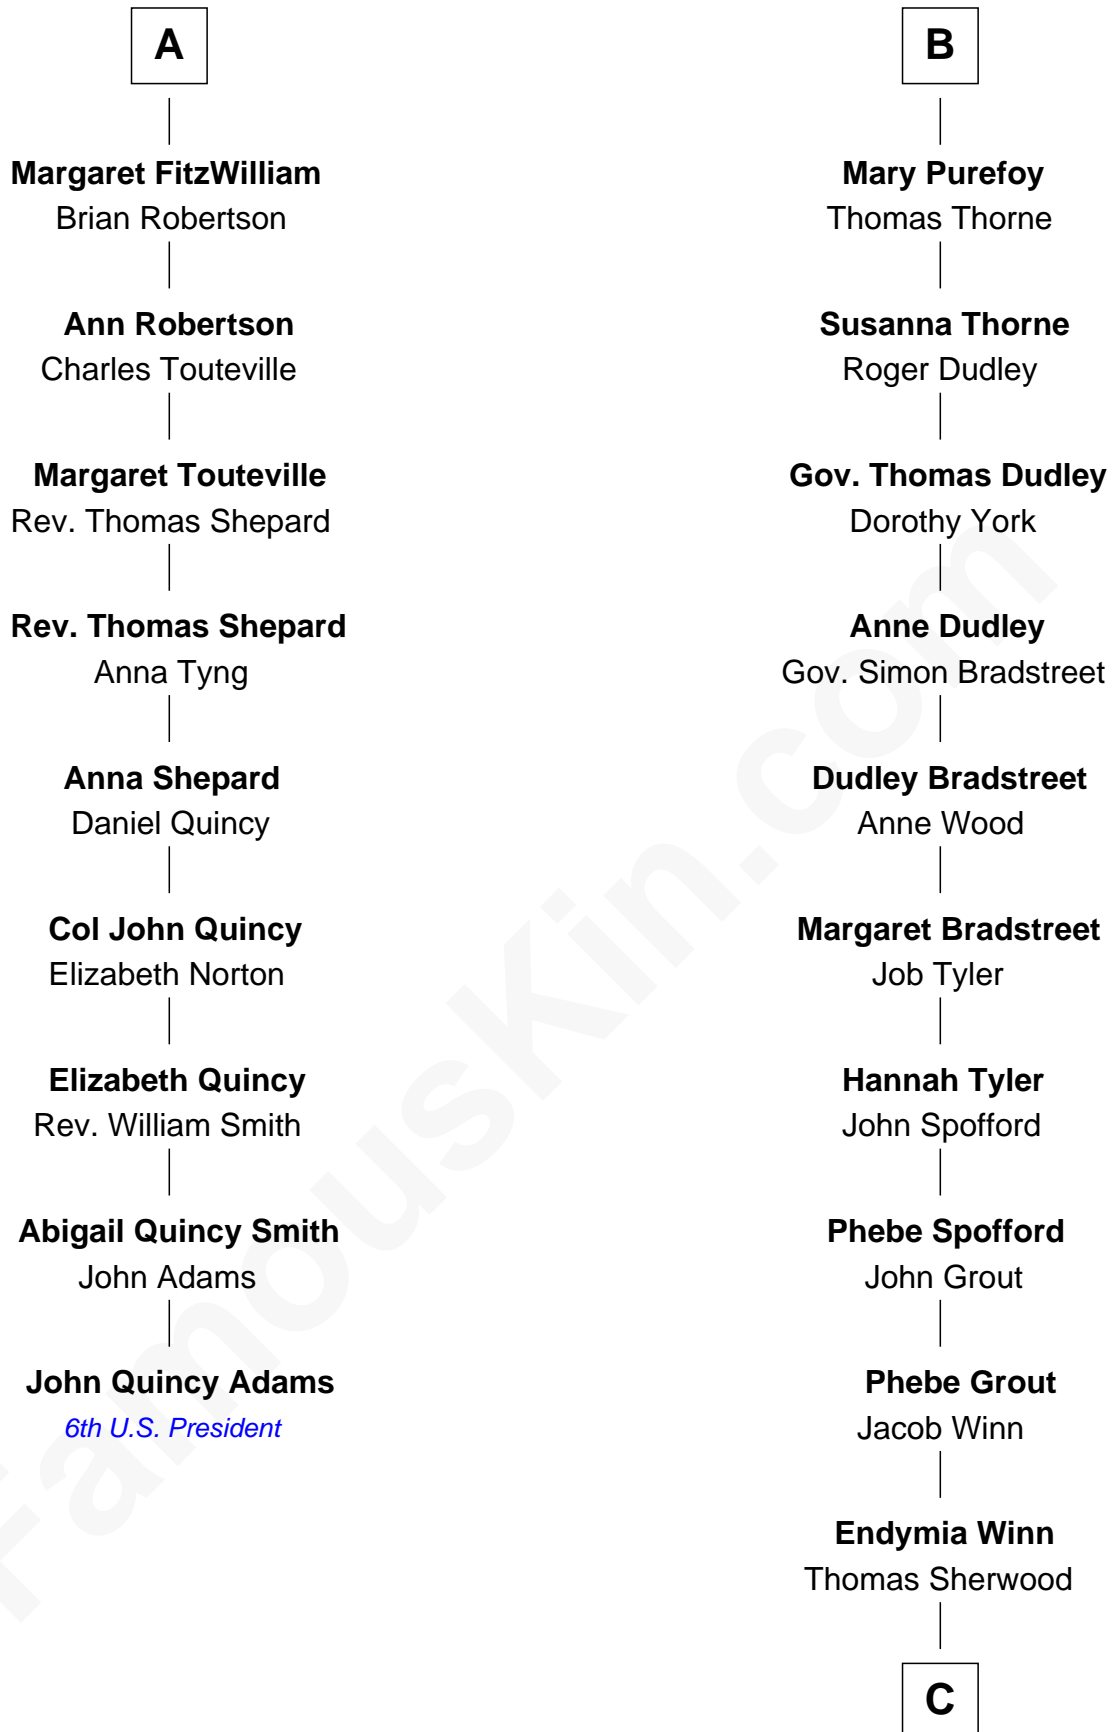 A
Margaret FitzWilliam
Brian Robertson
Ann Robertson
Charles Touteville
Margaret Touteville
Rev. Thomas Shepard
Rev. Thomas Shepard
Anna Tyng
Anna Shepard
Daniel Quincy
Col John Quincy
Elizabeth Norton
Elizabeth Quincy
Rev. William Smith
Abigail Quincy Smith
John Adams
John Quincy Adams
6th U.S. President
B
Mary Purefoy
Thomas Thorne
Susanna Thorne
Roger Dudley
Gov. Thomas Dudley
Dorothy York
Anne Dudley
Gov. Simon Bradstreet
Dudley Bradstreet
Anne Wood
Margaret Bradstreet
Job Tyler
Hannah Tyler
John Spofford
Phebe Spofford
John Grout
Phebe Grout
Jacob Winn
Endymia Winn
Thomas Sherwood
C
FamousKin.com